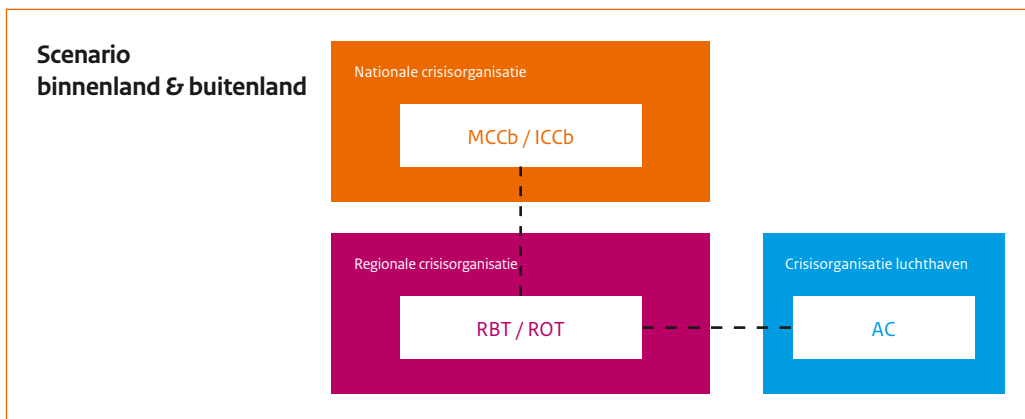 Scenario
binnenland & buitenland
Nationale crisisorganisatie
MCCb / ICCb
Regionale crisisorganisatie
RBT / ROT
Crisisorganisatie luchthaven
AC